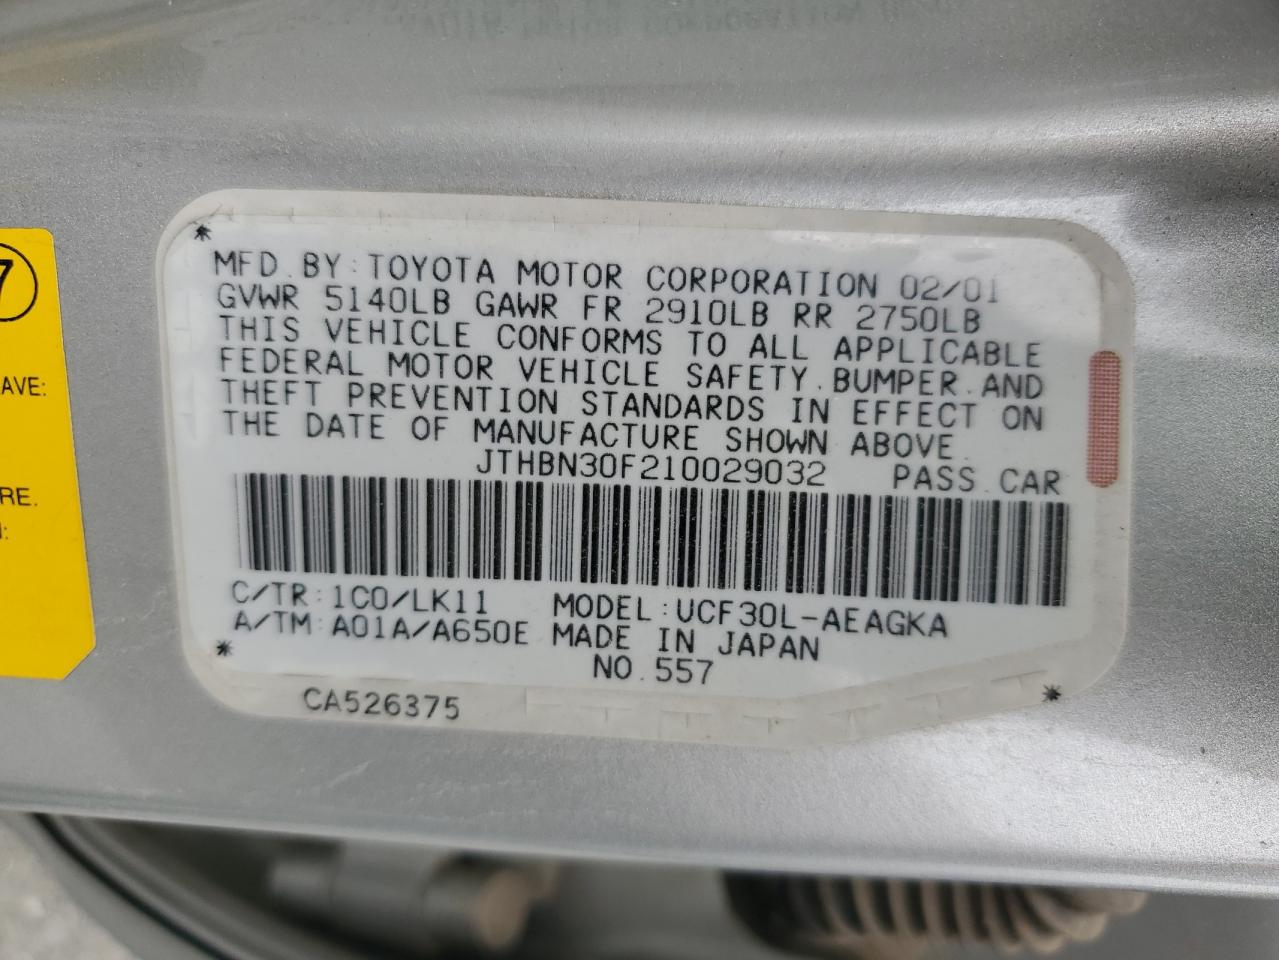 MFD. BY: TOYOTA MOTOR CORPORATION 02/01
GVWR 5140LB GAWR FR 2910LB RR 2750LB
THIS VEHICLE CONFORMS TO ALL APPLICABLE
FEDERAL MOTOR VEHICLE SAFETY, BUMPER, AND
THEFT PREVENTION STANDARDS IN EFFECT ON
THE DATE OF MANUFACTURE SHOWN ABOVE.
JTHBN30F210029032 PASS. CAR
C/TR: 1C0/LK11 MODEL: UCF30L-AEAGKA
A/TM: A01A/A650E MADE IN JAPAN
NO. 557
CA526375
7
AVE:
RE.